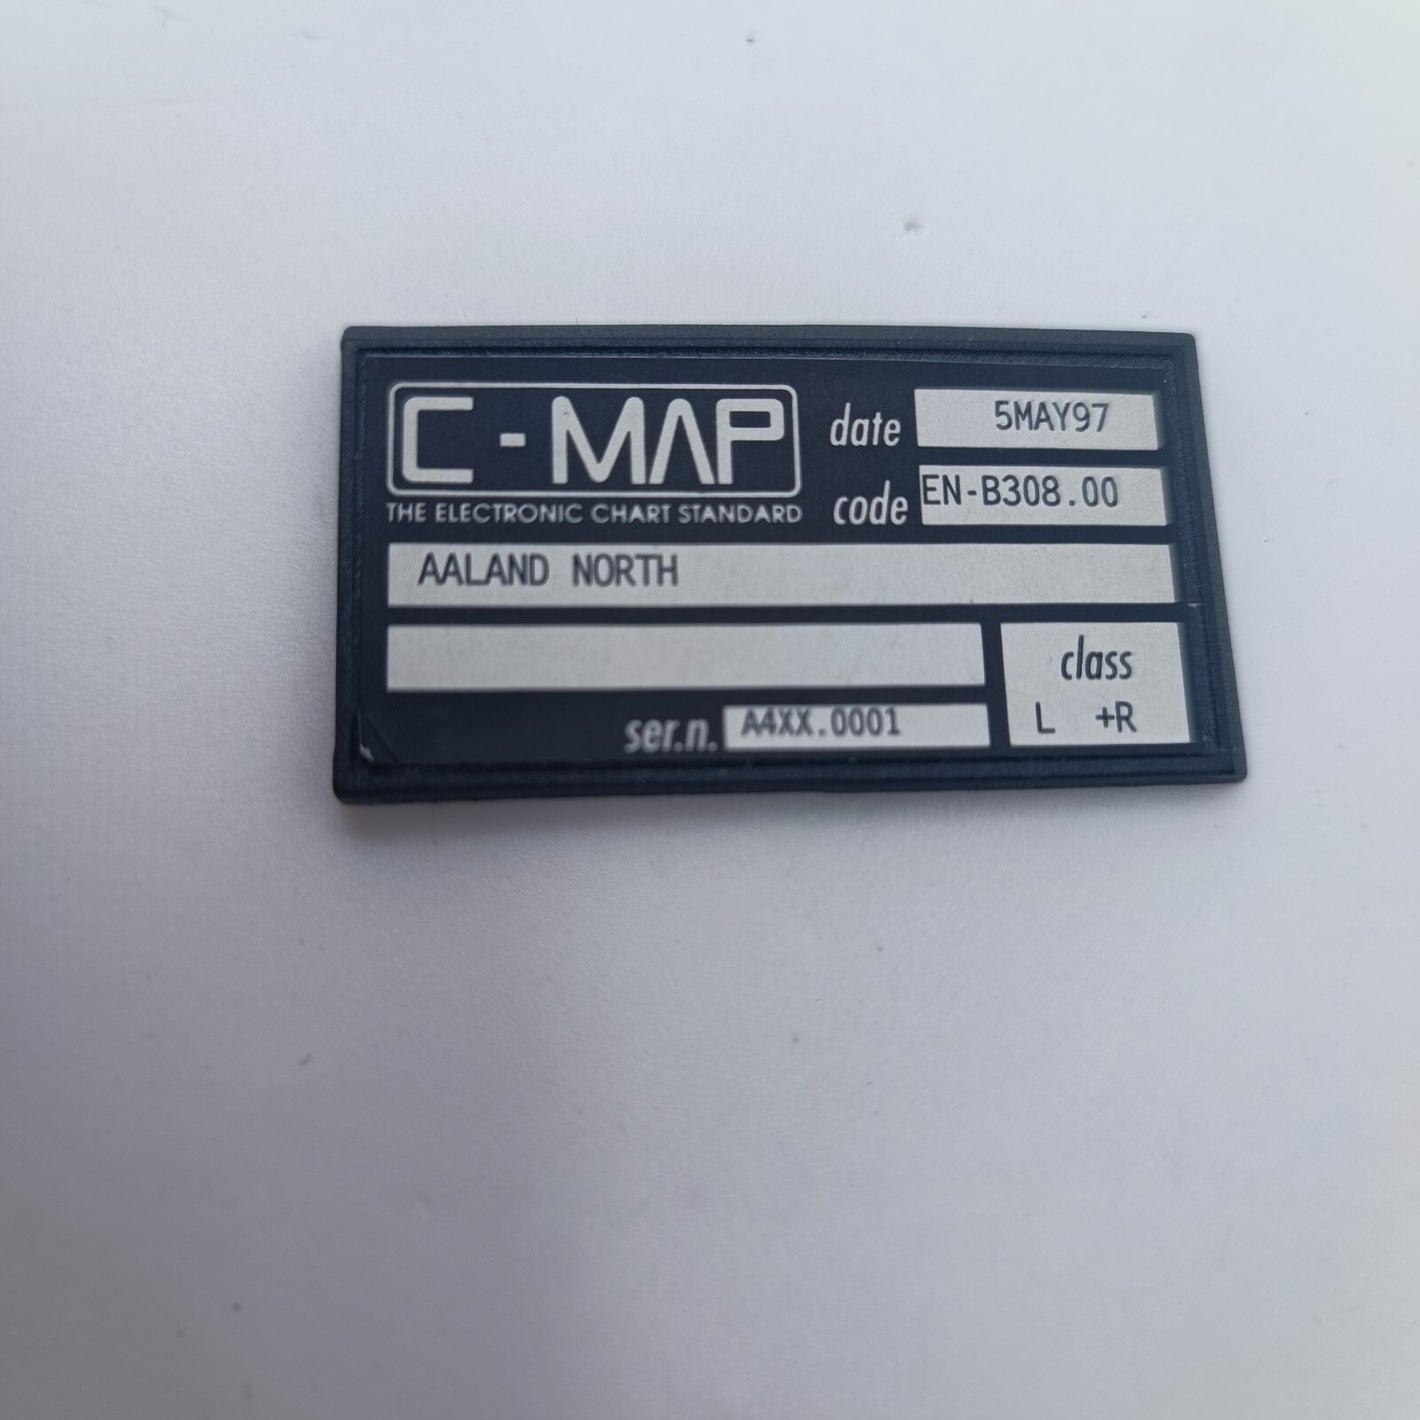 C-MAP
THE ELECTRONIC CHART STANDARD
date 5MAY97
code EN-B308.00
AALAND NORTH
class
L +R
ser.n. A4XX.0001